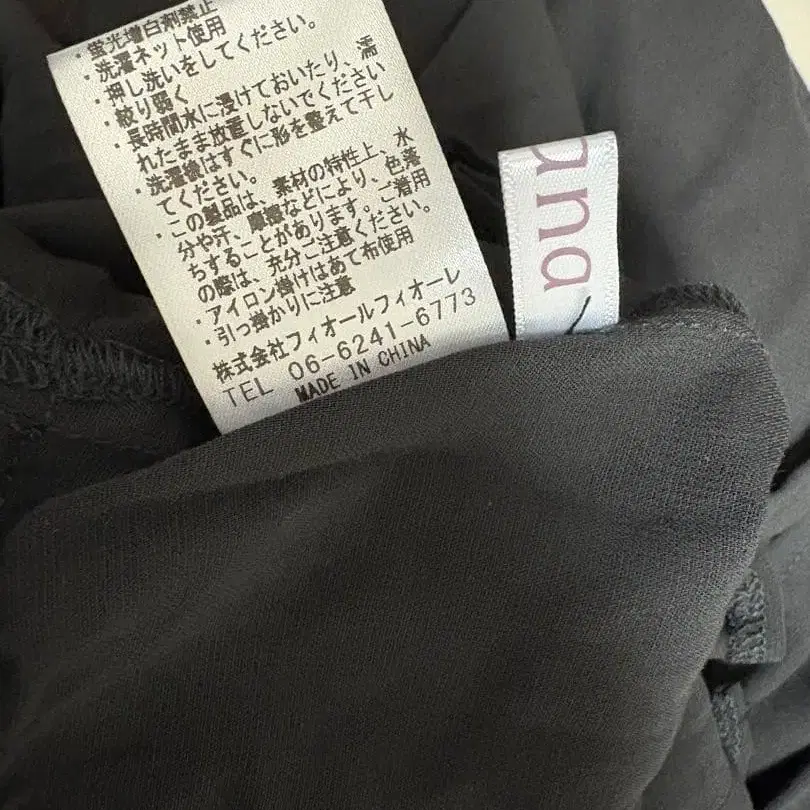 ・蛍光増白剤禁止
・洗濯ネット使用
・押し洗いをしてください。
・絞り弱く
・長時間水に浸けておいたり、濡
れたまま放置しないでください
・洗濯後はすぐに形を整えて干し
てください。
・この製品は、素材の特性上、水
分や汗、摩擦などにより、色落
ちすることがあります。ご着用
の際は、充分ご注意ください。
・アイロン掛けはあて布使用
・引っ掛かりに注意
株式会社フィオールフィオーレ
TEL 06-6241-6773
MADE IN CHINA
una